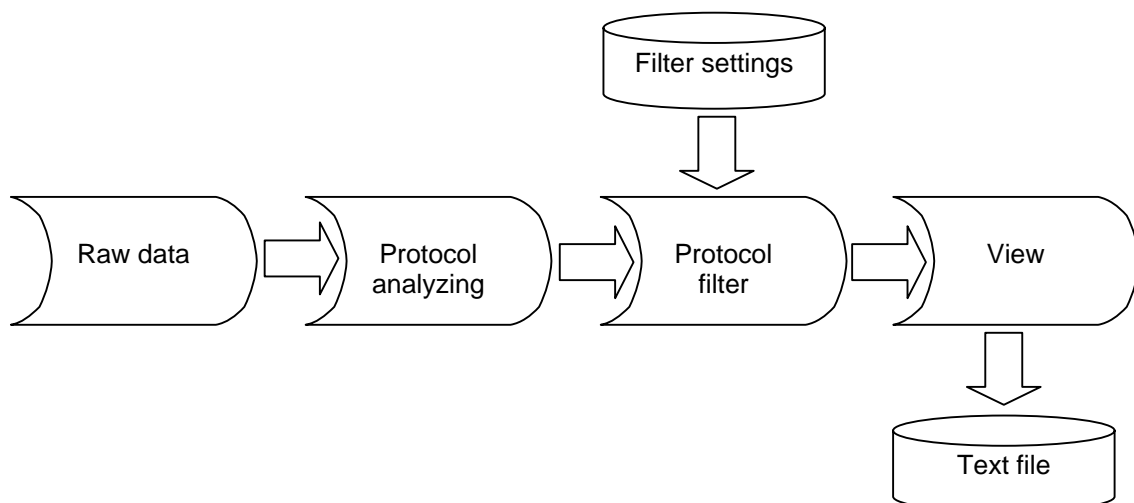 Filter settings
Raw data
Protocol
analyzing
Protocol
filter
View
Text file